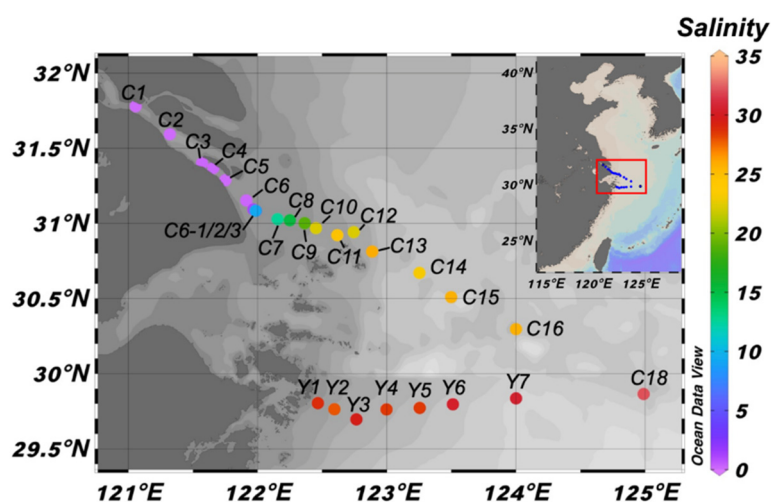 Salinity
32°N
31.5°N
31°N
30.5°N
30°N
29.5°N
121°E
122°E
123°E
124°E
125°E
C1
C2
C3
C4
C5
C6
C6-1/2/3
C7
C8
C9
C10
C11
C12
C13
C14
C15
C16
C18
Y1
Y2
Y3
Y4
Y5
Y6
Y7
40°N
35°N
30°N
25°N
115°E
120°E
125°E
35
30
25
20
15
10
5
0
Ocean Data View